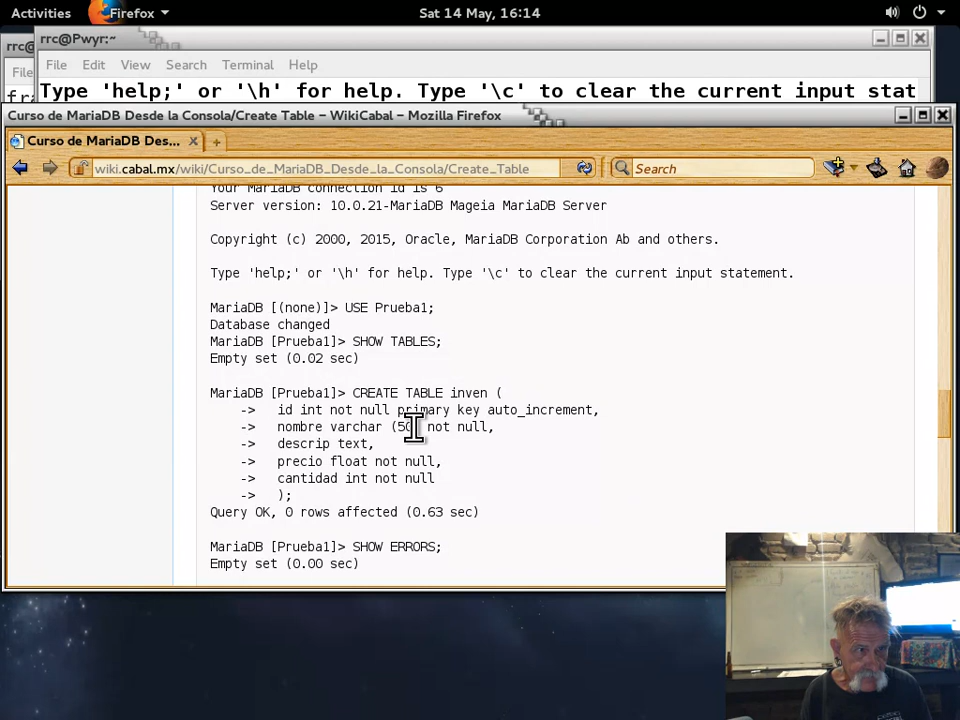 Activities Firefox Sat 14 May, 16:14
rrc@ rrc@Pwyr:~
File Edit View Search Terminal Help
Type 'help;' or '\h' for help. Type '\c' to clear the current input stat
Curso de MariaDB Desde la Consola/Create Table – WikiCabal – Mozilla Firefox
Curso de MariaDB Des...
wiki.cabal.mx/wiki/Curso_de_MariaDB_Desde_la_Consola/Create_Table Search
Your MariaDB connection id is 6
Server version: 10.0.21-MariaDB Mageia MariaDB Server
Copyright (c) 2000, 2015, Oracle, MariaDB Corporation Ab and others.
Type 'help;' or '\h' for help. Type '\c' to clear the current input statement.
MariaDB [(none)]> USE Prueba1;
Database changed
MariaDB [Prueba1]> SHOW TABLES;
Empty set (0.02 sec)
MariaDB [Prueba1]> CREATE TABLE inven (
-> id int not null primary key auto_increment,
-> nombre varchar (50) not null,
-> descrip text,
-> precio float not null,
-> cantidad int not null
-> );
Query OK, 0 rows affected (0.63 sec)
MariaDB [Prueba1]> SHOW ERRORS;
Empty set (0.00 sec)